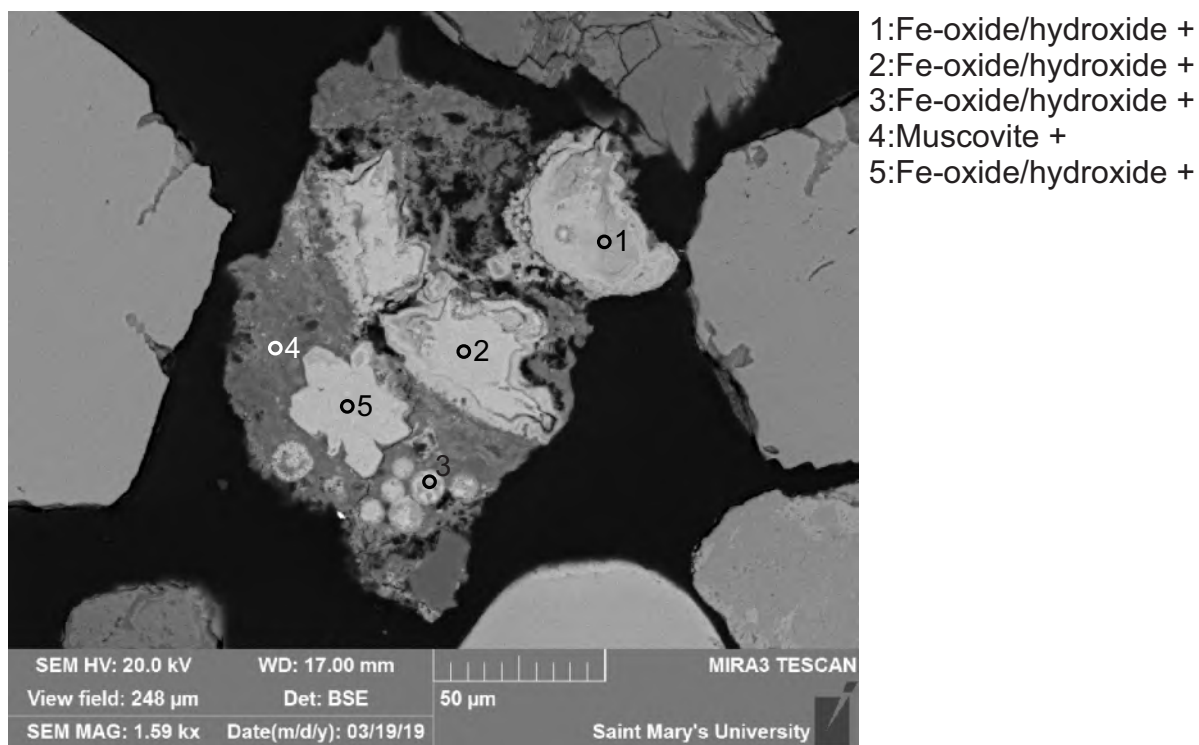 1:Fe-oxide/hydroxide +
2:Fe-oxide/hydroxide +
3:Fe-oxide/hydroxide +
4:Muscovite +
5:Fe-oxide/hydroxide +
1
2
4
5
3
SEM HV: 20.0 kV WD: 17.00 mm MIRA3 TESCAN
View field: 248 µm Det: BSE 50 µm
SEM MAG: 1.59 kx Date(m/d/y): 03/19/19 Saint Mary's University